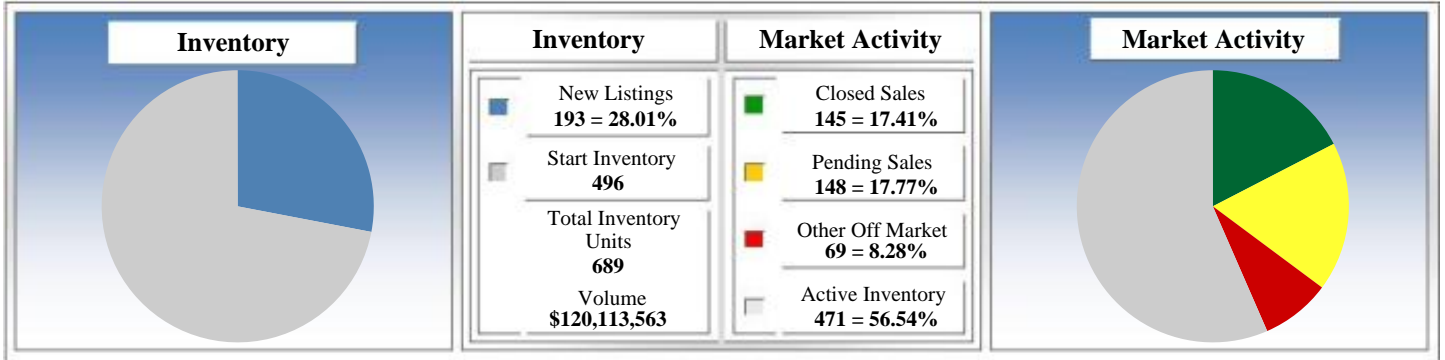 Inventory
Inventory
New Listings
193 = 28.01%
Start Inventory
496
Total Inventory
Units
689
Volume
$120,113,563
Market Activity
Closed Sales
145 = 17.41%
Pending Sales
148 = 17.77%
Other Off Market
69 = 8.28%
Active Inventory
471 = 56.54%
Market Activity